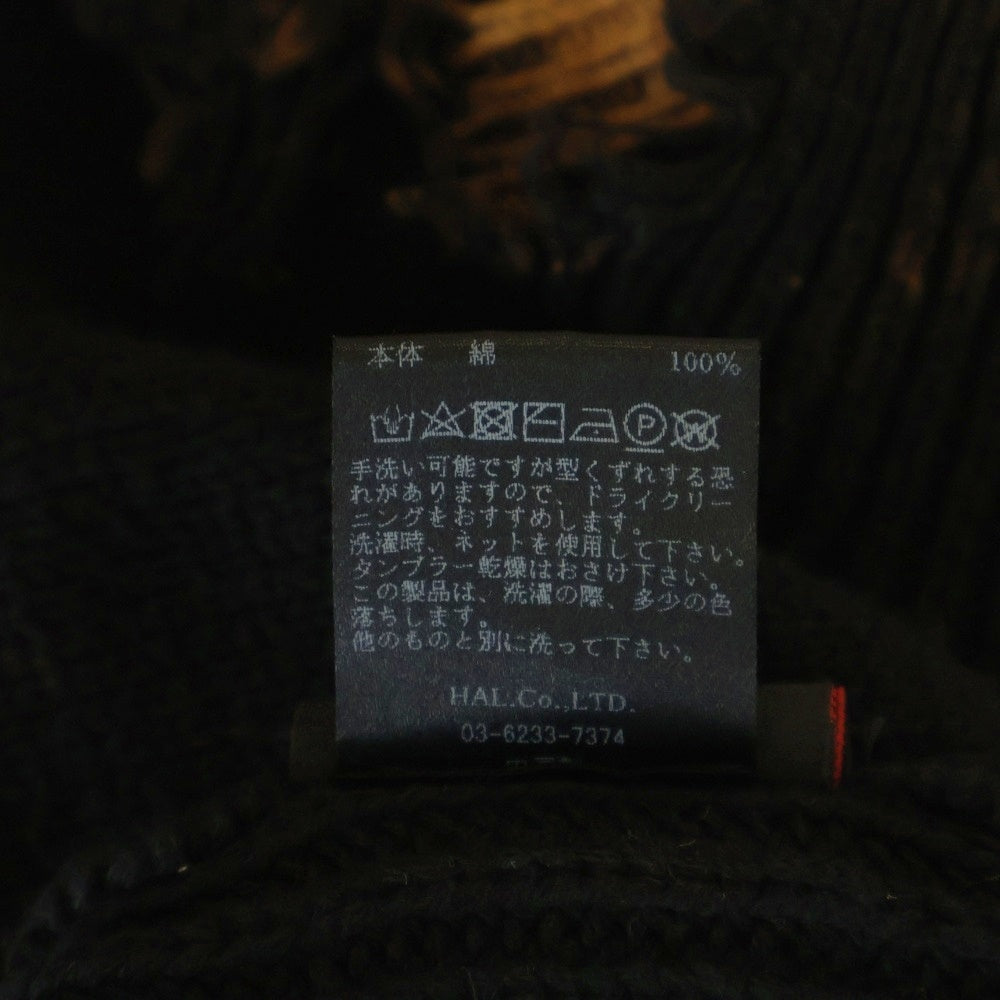 本体 綿 100%
P W
手洗い可能ですが型くずれする恐
れがありますので、ドライクリー
ニングをおすすめします。
洗濯時、ネットを使用して下さい。
タンブラー乾燥はおさけ下さい。
この製品は、洗濯の際、多少の色
落ちします。
他のものと別に洗って下さい。
HAL.Co.,LTD.
03-6233-7374